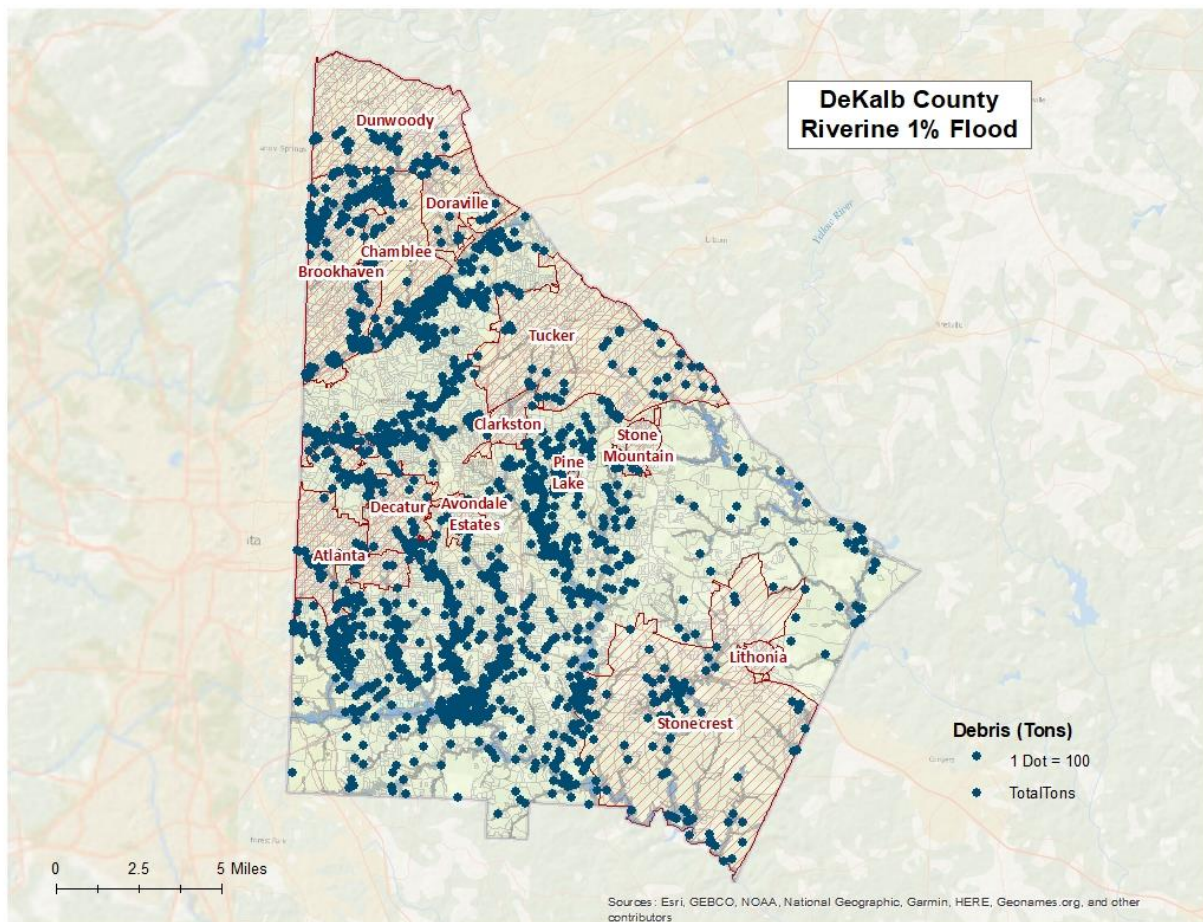 DeKalb County
Riverine 1% Flood
Dunwoody
Doraville
Chamblee
Brookhaven
Tucker
Clarkston
Stone
Mountain
Pine
Lake
Decatur
Avondale
Estates
Atlanta
Lithonia
Stonecrest
Yellow River
Debris (Tons)
1 Dot = 100
TotalTons
0 2.5 5 Miles
Sources: Esri, GEBCO, NOAA, National Geographic, Garmin, HERE, Geonames.org, and other
contributors